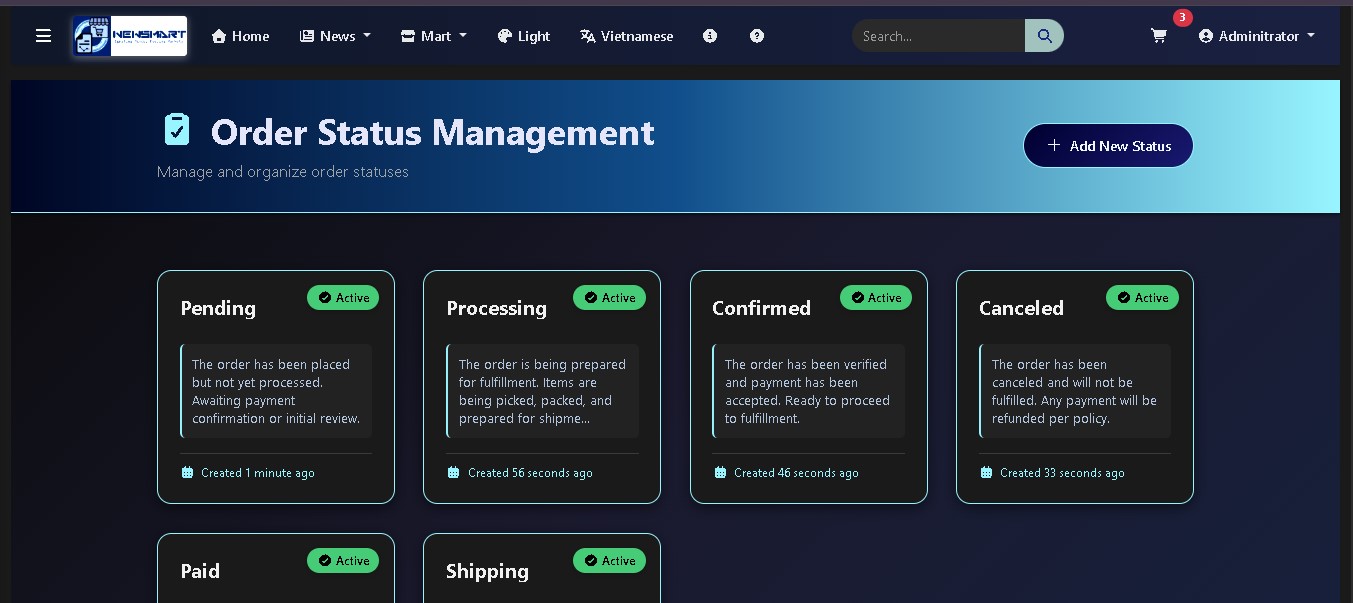 3
NEWSMART
Home
News
Mart
Light
Vietnamese
Search...
Adminitrator
Order Status Management
Manage and organize order statuses
Add New Status
Pending
Active
The order has been placed
but not yet processed.
Awaiting payment
confirmation or initial review.
Created 1 minute ago
Processing
Active
The order is being prepared
for fulfillment. Items are
being picked, packed, and
prepared for shipme...
Created 56 seconds ago
Confirmed
Active
The order has been verified
and payment has been
accepted. Ready to proceed
to fulfillment.
Created 46 seconds ago
Canceled
Active
The order has been
canceled and will not be
fulfilled. Any payment will be
refunded per policy.
Created 33 seconds ago
Paid
Active
Shipping
Active